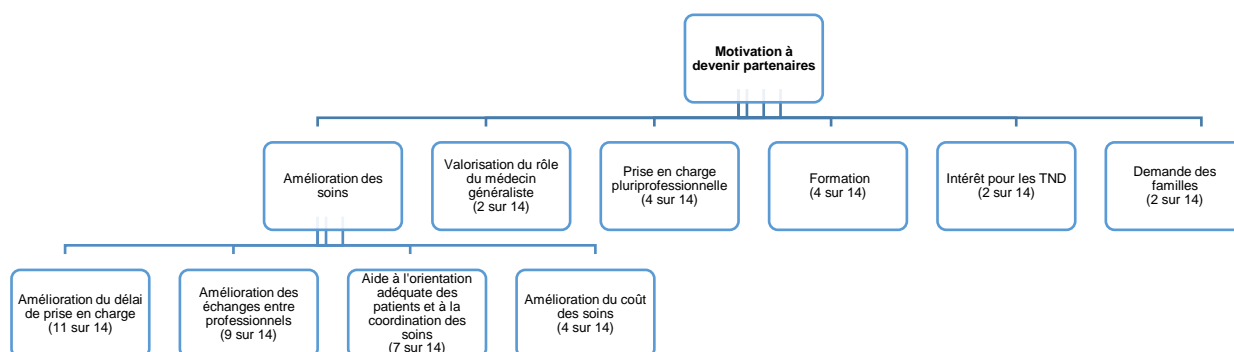 Motivation à
devenir partenaires
Amélioration des
soins
Valorisation du rôle
du médecin
généraliste
(2 sur 14)
Prise en charge
pluriprofessionnelle
(4 sur 14)
Formation
(4 sur 14)
Intérêt pour les TND
(2 sur 14)
Demande des
familles
(2 sur 14)
Amélioration du délai
de prise en charge
(11 sur 14)
Amélioration des
échanges entre
professionnels
(9 sur 14)
Aide à l'orientation
adéquate des
patients et à la
coordination des
soins
(7 sur 14)
Amélioration du coût
des soins
(4 sur 14)